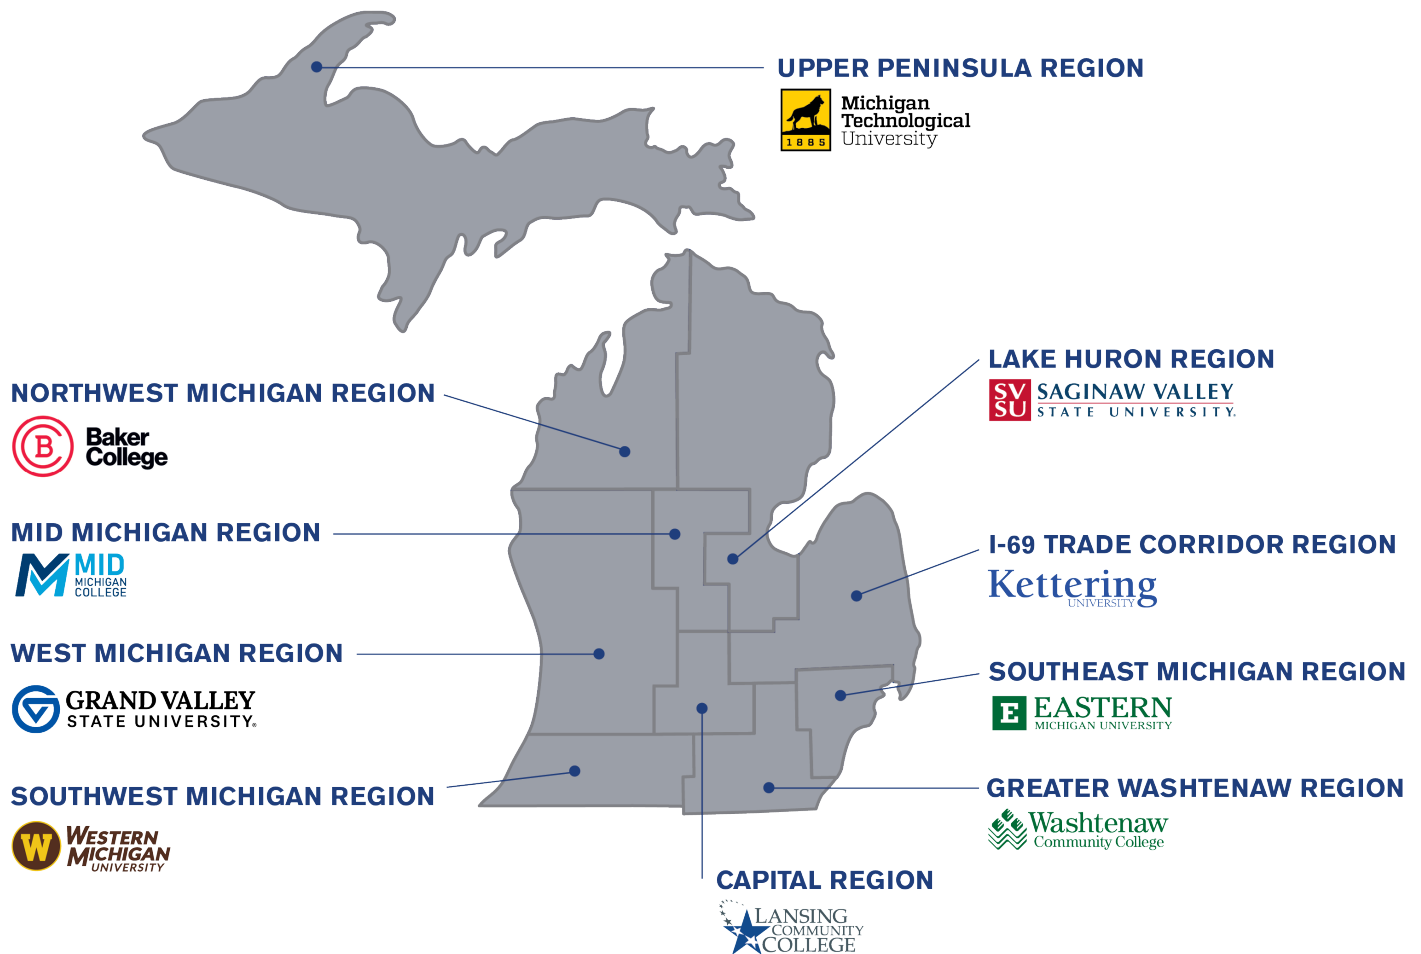 UPPER PENINSULA REGION
1885
Michigan
Technological
University
LAKE HURON REGION
SV
SU
SAGINAW VALLEY
STATE UNIVERSITY.
NORTHWEST MICHIGAN REGION
B
Baker
College
MID MICHIGAN REGION
M
MID
MICHIGAN
COLLEGE
I-69 TRADE CORRIDOR REGION
Kettering
UNIVERSITY
WEST MICHIGAN REGION
GRAND VALLEY
STATE UNIVERSITY®
SOUTHEAST MICHIGAN REGION
E
EASTERN
MICHIGAN UNIVERSITY
SOUTHWEST MICHIGAN REGION
W
WESTERN
MICHIGAN
UNIVERSITY
GREATER WASHTENAW REGION
Washtenaw
Community College
CAPITAL REGION
LANSING
COMMUNITY
COLLEGE